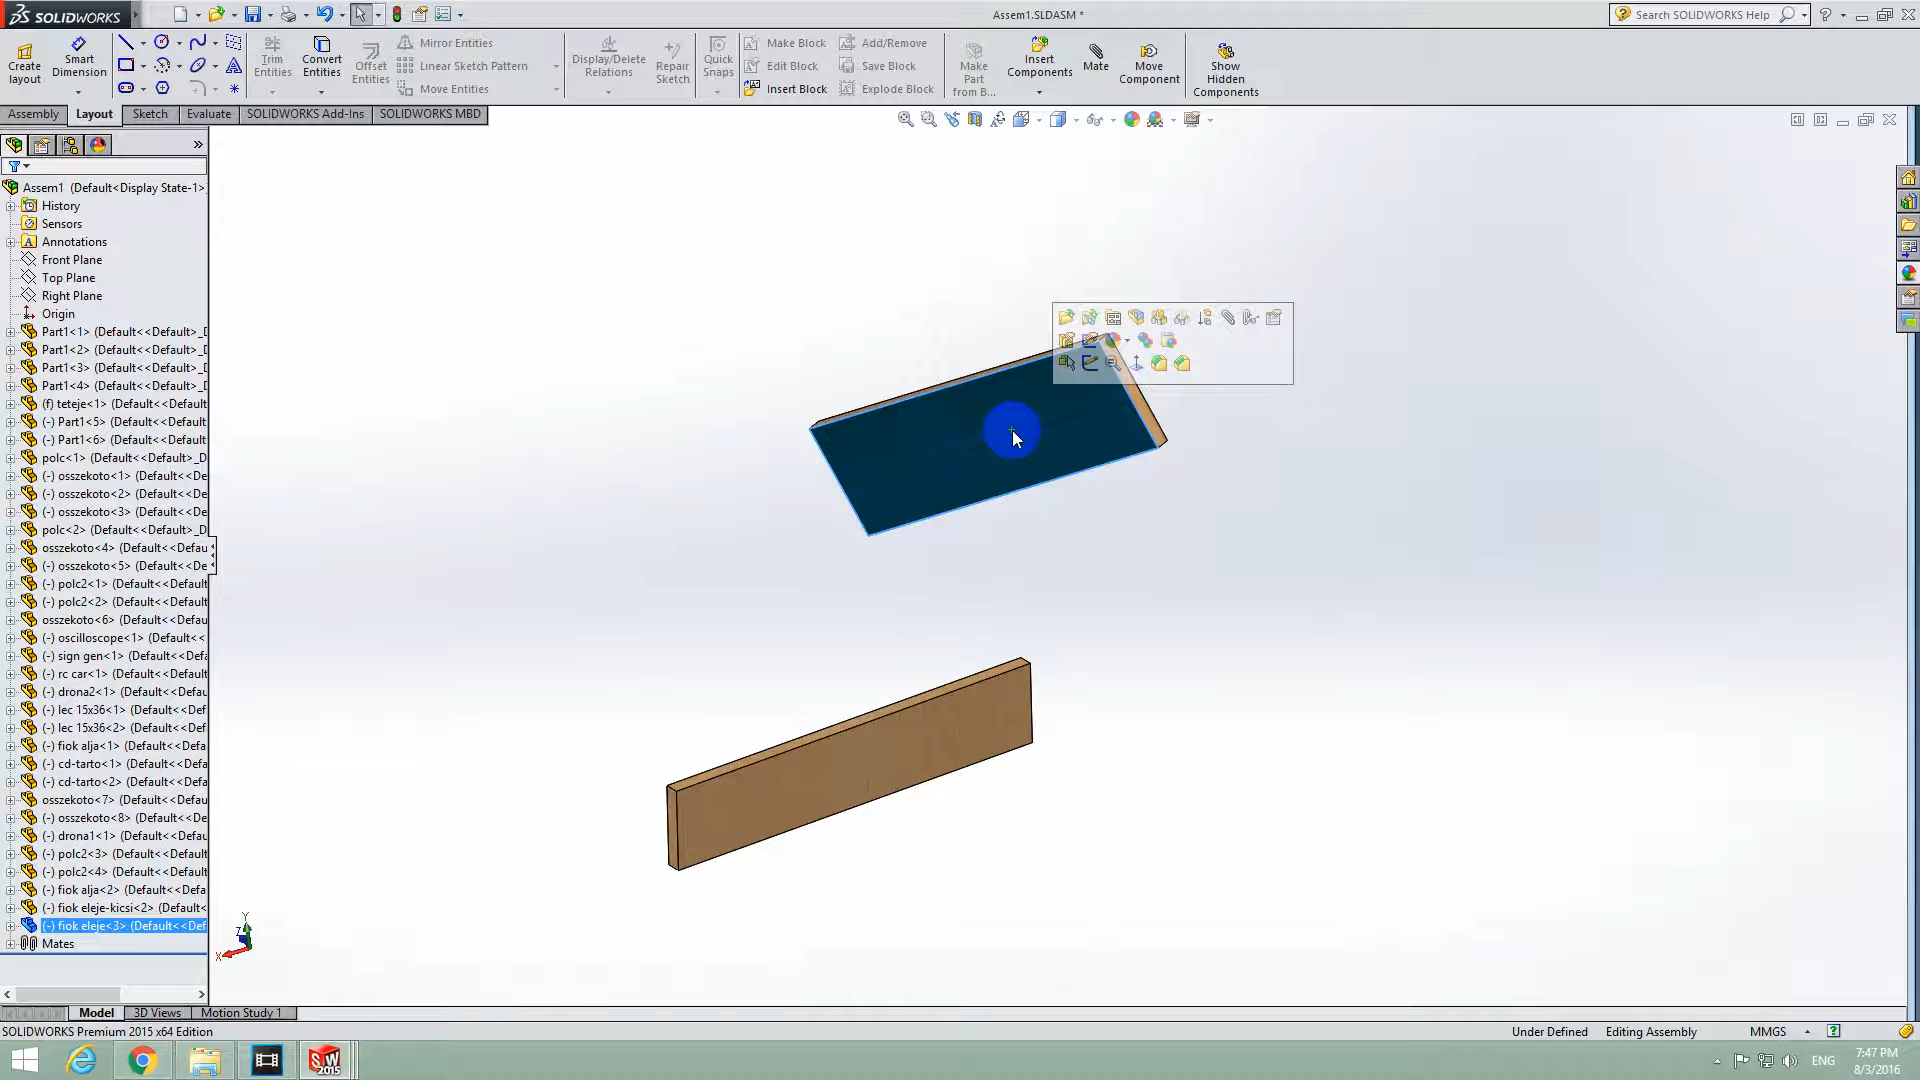 SOLIDWORKS
Assem1.SLDASM *
Search SOLIDWORKS Help
Create layout
Smart Dimension
Trim Entities
Convert Entities
Offset Entities
Mirror Entities
Linear Sketch Pattern
Move Entities
Display/Delete Relations
Repair Sketch
Quick Snaps
Make Block
Edit Block
Insert Block
Add/Remove
Save Block
Explode Block
Make Part from B...
Insert Components
Mate
Move Component
Show Hidden Components
Assembly
Layout
Sketch
Evaluate
SOLIDWORKS Add-Ins
SOLIDWORKS MBD
Assem1 (Default<Display State-1>)
History
Sensors
Annotations
Front Plane
Top Plane
Right Plane
Origin
Part1<1> (Default<<Default>_D
Part1<2> (Default<<Default>_D
Part1<3> (Default<<Default>_D
Part1<4> (Default<<Default>_D
(f) teteje<1> (Default<<Default
(-) Part1<5> (Default<<Default
(-) Part1<6> (Default<<Default
polc<1> (Default<<Default>_D
(-) osszekoto<1> (Default<<De
(-) osszekoto<2> (Default<<De
(-) osszekoto<3> (Default<<De
polc<2> (Default<<Default>_D
osszekoto<4> (Default<<Defau
(-) osszekoto<5> (Default<<De
(-) polc2<1> (Default<<Default
(-) polc2<2> (Default<<Default
osszekoto<6> (Default<<Defau
(-) oscilloscope<1> (Default<<
(-) sign gen<1> (Default<<Defa
(-) rc car<1> (Default<<Default
(-) drona2<1> (Default<<Defau
(-) lec 15x36<1> (Default<<Def
(-) lec 15x36<2> (Default<<Def
(-) fiok alja<1> (Default<<Defa
(-) cd-tarto<1> (Default<<Defa
(-) cd-tarto<2> (Default<<Defa
osszekoto<7> (Default<<Defau
(-) osszekoto<8> (Default<<De
(-) drona1<1> (Default<<Defau
(-) polc2<3> (Default<<Default
(-) polc2<4> (Default<<Default
(-) fiok alja<2> (Default<<Defa
(-) fiok eleje-kicsi<2> (Default<
(-) fiok eleje<3> (Default<<Def
Mates
Y
Z
X
Model
3D Views
Motion Study 1
SOLIDWORKS Premium 2015 x64 Edition
Under Defined
Editing Assembly
MMGS
SW
2015
ENG
7:47 PM
8/3/2016